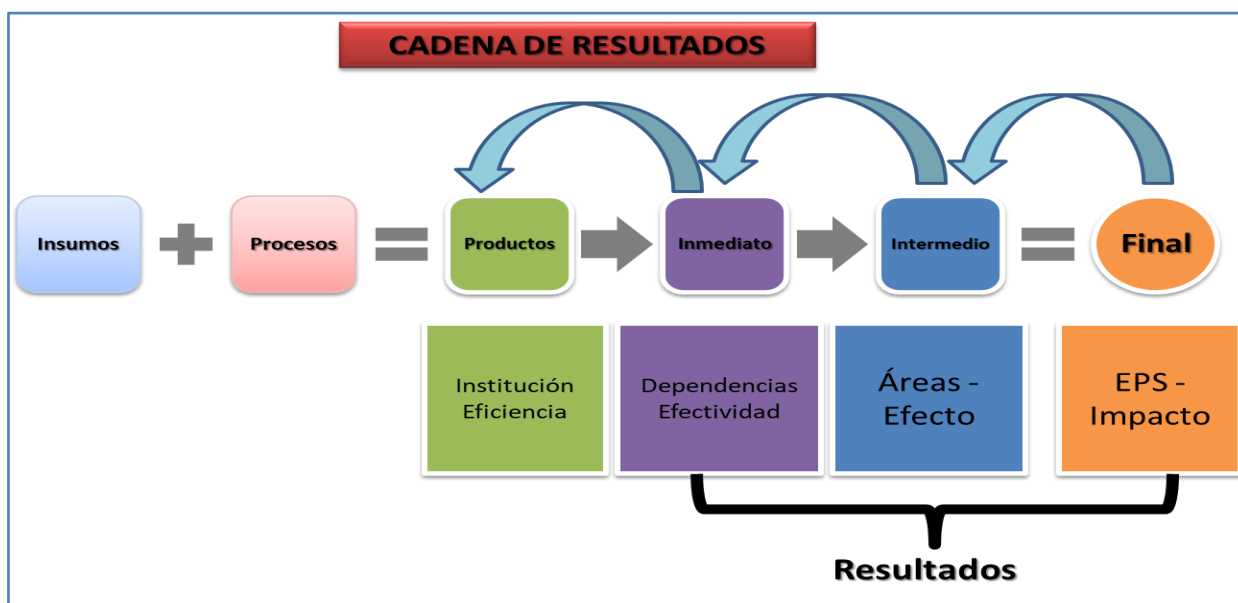 CADENA DE RESULTADOS
Insumos
Procesos
Productos
Inmediato
Intermedio
Final
Institución
Eficiencia
Dependencias
Efectividad
Áreas -
Efecto
EPS -
Impacto
Resultados